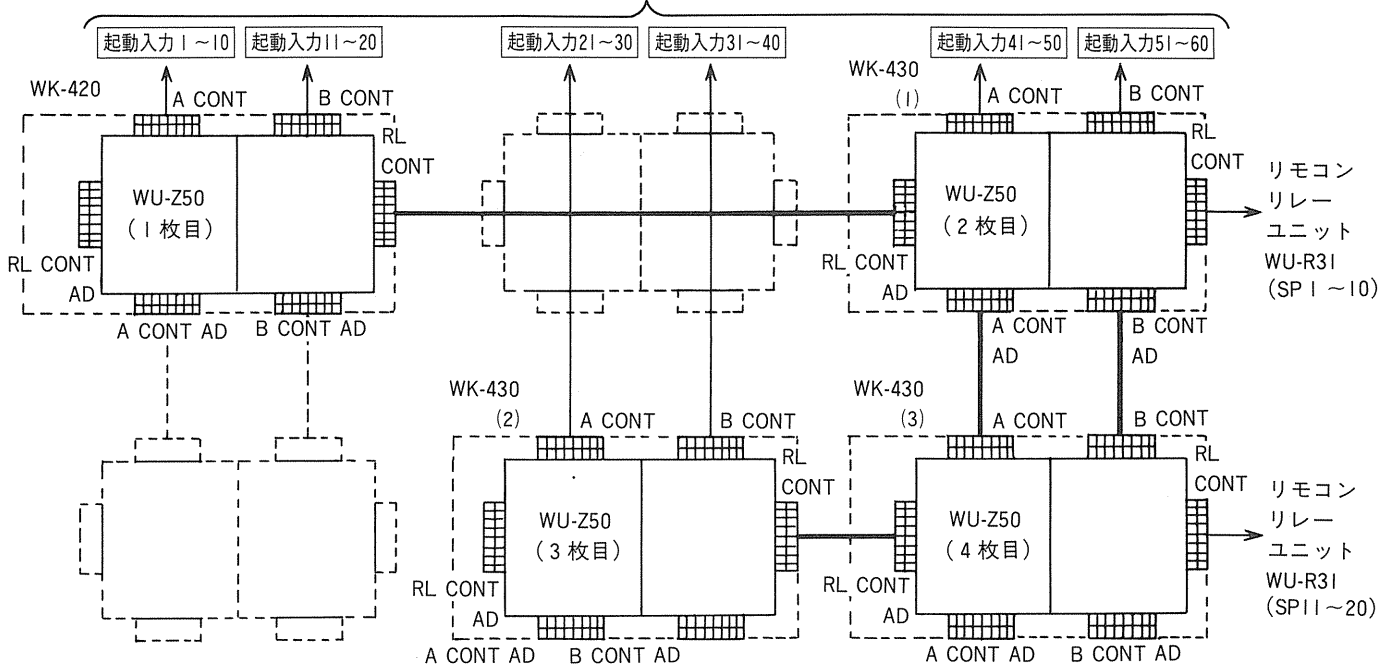 起動入力1~10 起動入力11~20 起動入力21~30 起動入力31~40 起動入力41~50 起動入力51~60
WK-420
A CONT
B CONT
RL
CONT
WU-Z50
(1枚目)
RL CONT
AD
A CONT AD
B CONT AD
WK-430
(1)
A CONT
B CONT
RL
CONT
WU-Z50
(2枚目)
RL CONT
AD
A CONT
AD
B CONT
AD
リモコン
リレー
ユニット
WU-R31
(SP1~10)
WK-430
(2)
A CONT
B CONT
RL
CONT
WU-Z50
(3枚目)
RL CONT
AD
A CONT AD
B CONT AD
WK-430
(3)
A CONT
B CONT
RL
CONT
WU-Z50
(4枚目)
RL CONT
AD
A CONT AD
B CONT AD
リモコン
リレー
ユニット
WU-R31
(SP11~20)